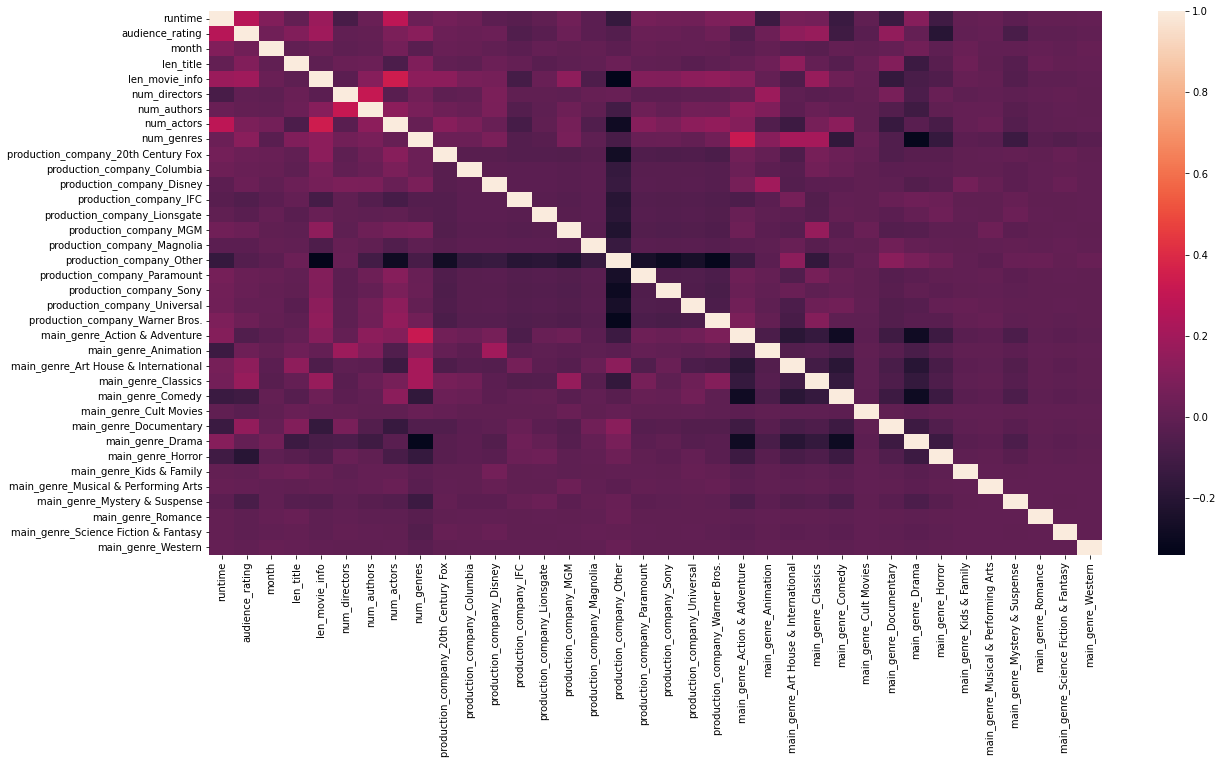 runtime
audience_rating
month
len_title
len_movie_info
num_directors
num_authors
num_actors
num_genres
production_company_20th Century Fox
production_company_Columbia
production_company_Disney
production_company_IFC
production_company_Lionsgate
production_company_MGM
production_company_Magnolia
production_company_Other
production_company_Paramount
production_company_Sony
production_company_Universal
production_company_Warner Bros.
main_genre_Action & Adventure
main_genre_Animation
main_genre_Art House & International
main_genre_Classics
main_genre_Comedy
main_genre_Cult Movies
main_genre_Documentary
main_genre_Drama
main_genre_Horror
main_genre_Kids & Family
main_genre_Musical & Performing Arts
main_genre_Mystery & Suspense
main_genre_Romance
main_genre_Science Fiction & Fantasy
main_genre_Western
runtime
audience_rating
month
len_title
len_movie_info
num_directors
num_authors
num_actors
num_genres
production_company_20th Century Fox
production_company_Columbia
production_company_Disney
production_company_IFC
production_company_Lionsgate
production_company_MGM
production_company_Magnolia
production_company_Other
production_company_Paramount
production_company_Sony
production_company_Universal
production_company_Warner Bros.
main_genre_Action & Adventure
main_genre_Animation
main_genre_Art House & International
main_genre_Classics
main_genre_Comedy
main_genre_Cult Movies
main_genre_Documentary
main_genre_Drama
main_genre_Horror
main_genre_Kids & Family
main_genre_Musical & Performing Arts
main_genre_Mystery & Suspense
main_genre_Romance
main_genre_Science Fiction & Fantasy
main_genre_Western
1.0
0.8
0.6
0.4
0.2
0.0
−0.2